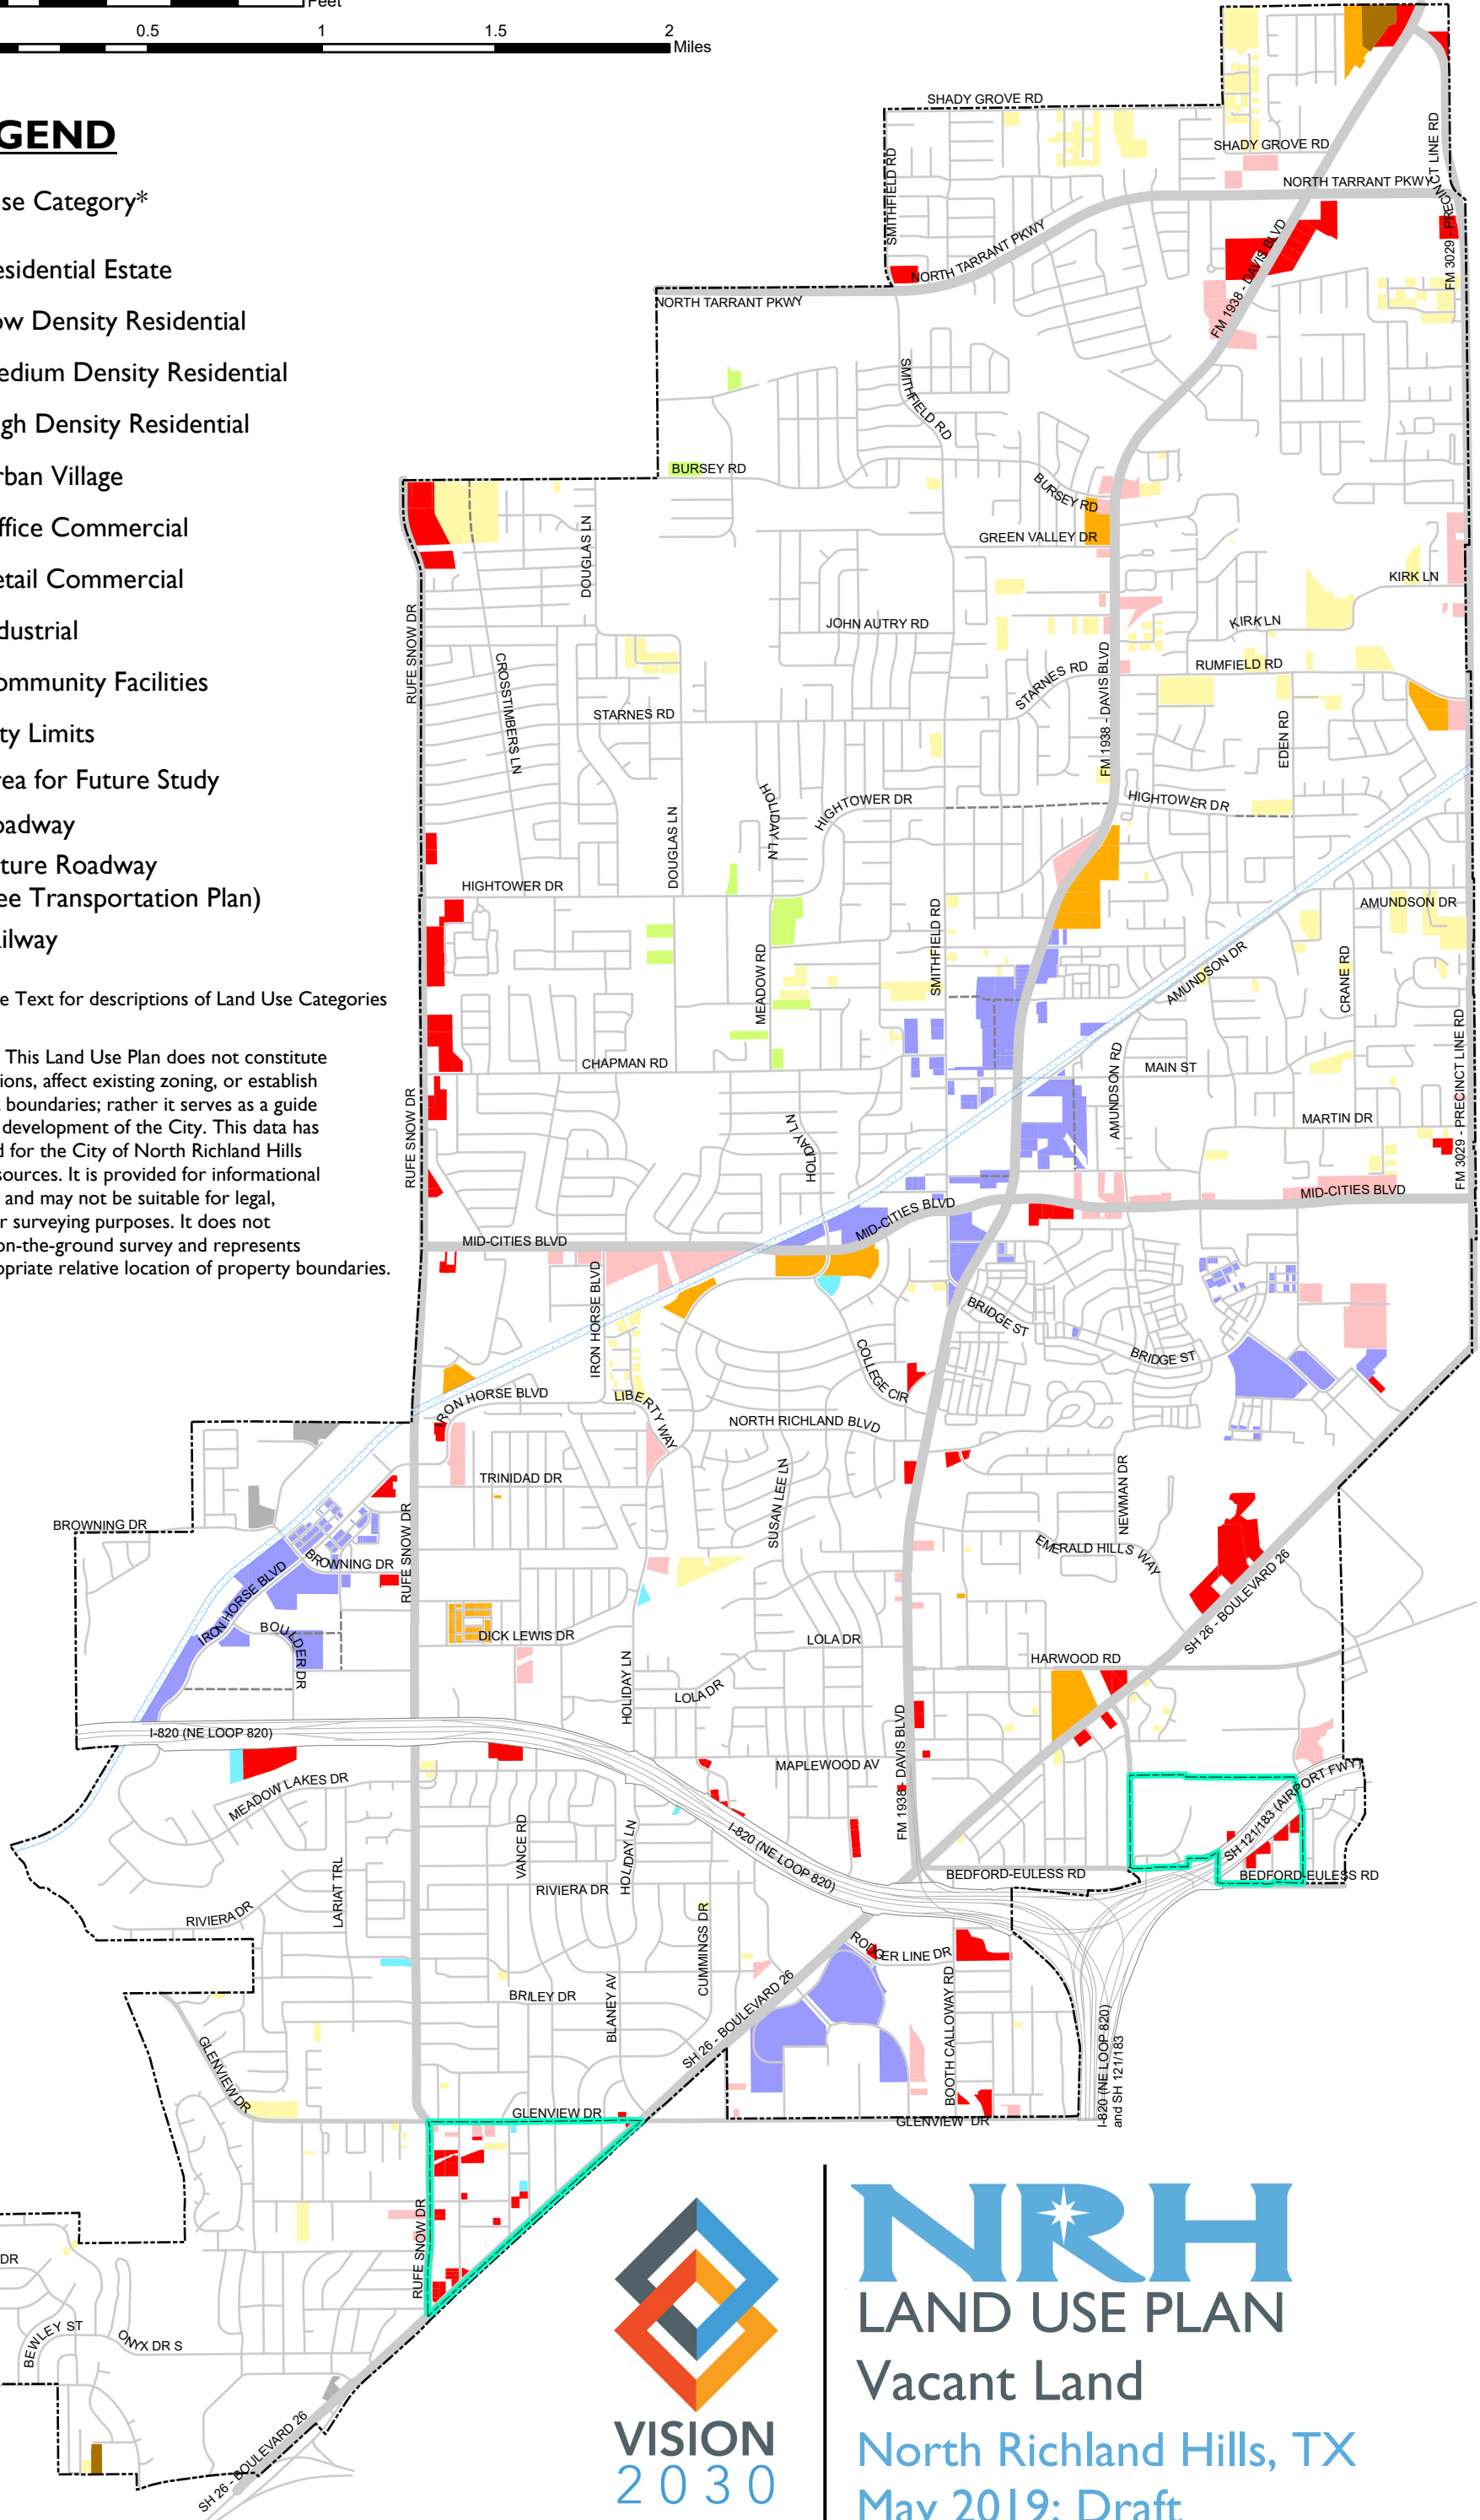 Feet
0.5 1 1.5 2
Miles
GEND
se Category*
esidential Estate
ow Density Residential
edium Density Residential
gh Density Residential
rban Village
ffice Commercial
etail Commercial
dustrial
ommunity Facilities
ty Limits
rea for Future Study
oadway
ture Roadway
ee Transportation Plan)
ilway
e Text for descriptions of Land Use Categories
This Land Use Plan does not constitute
ions, affect existing zoning, or establish
boundaries; rather it serves as a guide
development of the City. This data has
d for the City of North Richland Hills
sources. It is provided for informational
and may not be suitable for legal,
r surveying purposes. It does not
on-the-ground survey and represents
opriate relative location of property boundaries.
SHADY GROVE RD
SHADY GROVE RD
SMITHFIELD RD
NORTH TARRANT PKWY
NORTH TARRANT PKWY
NORTH TARRANT PKWY
FM 3029 - PRECINCT LINE RD
FM 1938 - DAVIS BLVD
SMITHFIELD RD
BURSEY RD
BURSEY RD
GREEN VALLEY DR
DOUGLAS LN
KIRK LN
KIRK LN
JOHN AUTRY RD
RUFE SNOW DR
CROSSTIMBERS LN
STARNES RD
STARNES RD
RUMFIELD RD
FM 1938 - DAVIS BLVD
EDEN RD
HOLIDAY LN
HIGHTOWER DR
HIGHTOWER DR
HIGHTOWER DR
DOUGLAS LN
AMUNDSON DR
AMUNDSON DR
SMITHFIELD RD
MEADOW RD
CRANE RD
CHAPMAN RD
MAIN ST
AMUNDSON RD
MARTIN DR
FM 3029 - PRECINCT LINE RD
RUFE SNOW DR
HOLIDAY LN
MID-CITIES BLVD
MID-CITIES BLVD
MID-CITIES BLVD
IRON HORSE BLVD
BRIDGE ST
BRIDGE ST
COLLEGE CIR
IRON HORSE BLVD
LIBERTY WAY
NORTH RICHLAND BLVD
TRINIDAD DR
SUSAN LEE LN
NEWMAN DR
BROWNING DR
BROWNING DR
RUFE SNOW DR
EMERALD HILLS WAY
IRON HORSE BLVD
BOULDER DR
DICK LEWIS DR
LOLA DR
LOLA DR
HOLIDAY LN
HARWOOD RD
SH 26 - BOULEVARD 26
I-820 (NE LOOP 820)
MAPLEWOOD AV
FM 1938 - DAVIS BLVD
MEADOW LAKES DR
SH 121/183 (AIRPORT FWY)
VANCE RD
HOLIDAY LN
I-820 (NE LOOP 820)
BEDFORD-EULESS RD
BEDFORD-EULESS RD
LARIAT TRL
RIVIERA DR
RIVIERA DR
CUMMINGS DR
RODGER LINE DR
BRILEY DR
BLANEY AV
SH 26 - BOULEVARD 26
BOOTH CALLOWAY RD
I-820 (NE LOOP 820)
and SH 121/183
GLENVIEW DR
GLENVIEW DR
GLENVIEW DR
RUFE SNOW DR
DR
BEWLEY ST
ONYX DR S
SH 26 - BOULEVARD 26
VISION
2030
NRH
LAND USE PLAN
Vacant Land
North Richland Hills, TX
May 2019: Draft